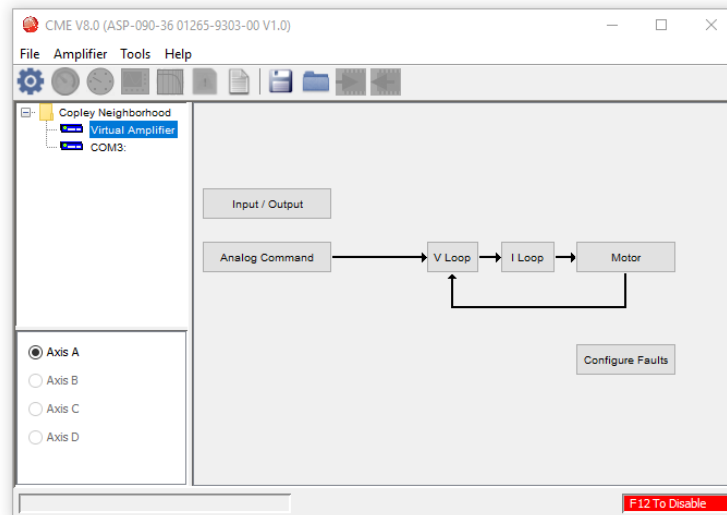 CME V8.0 (ASP-090-36 01265-9303-00 V1.0)
File Amplifier Tools Help
Copley Neighborhood
Virtual Amplifier
COM3:
Input / Output
Analog Command
V Loop
I Loop
Motor
Configure Faults
Axis A
Axis B
Axis C
Axis D
F12 To Disable